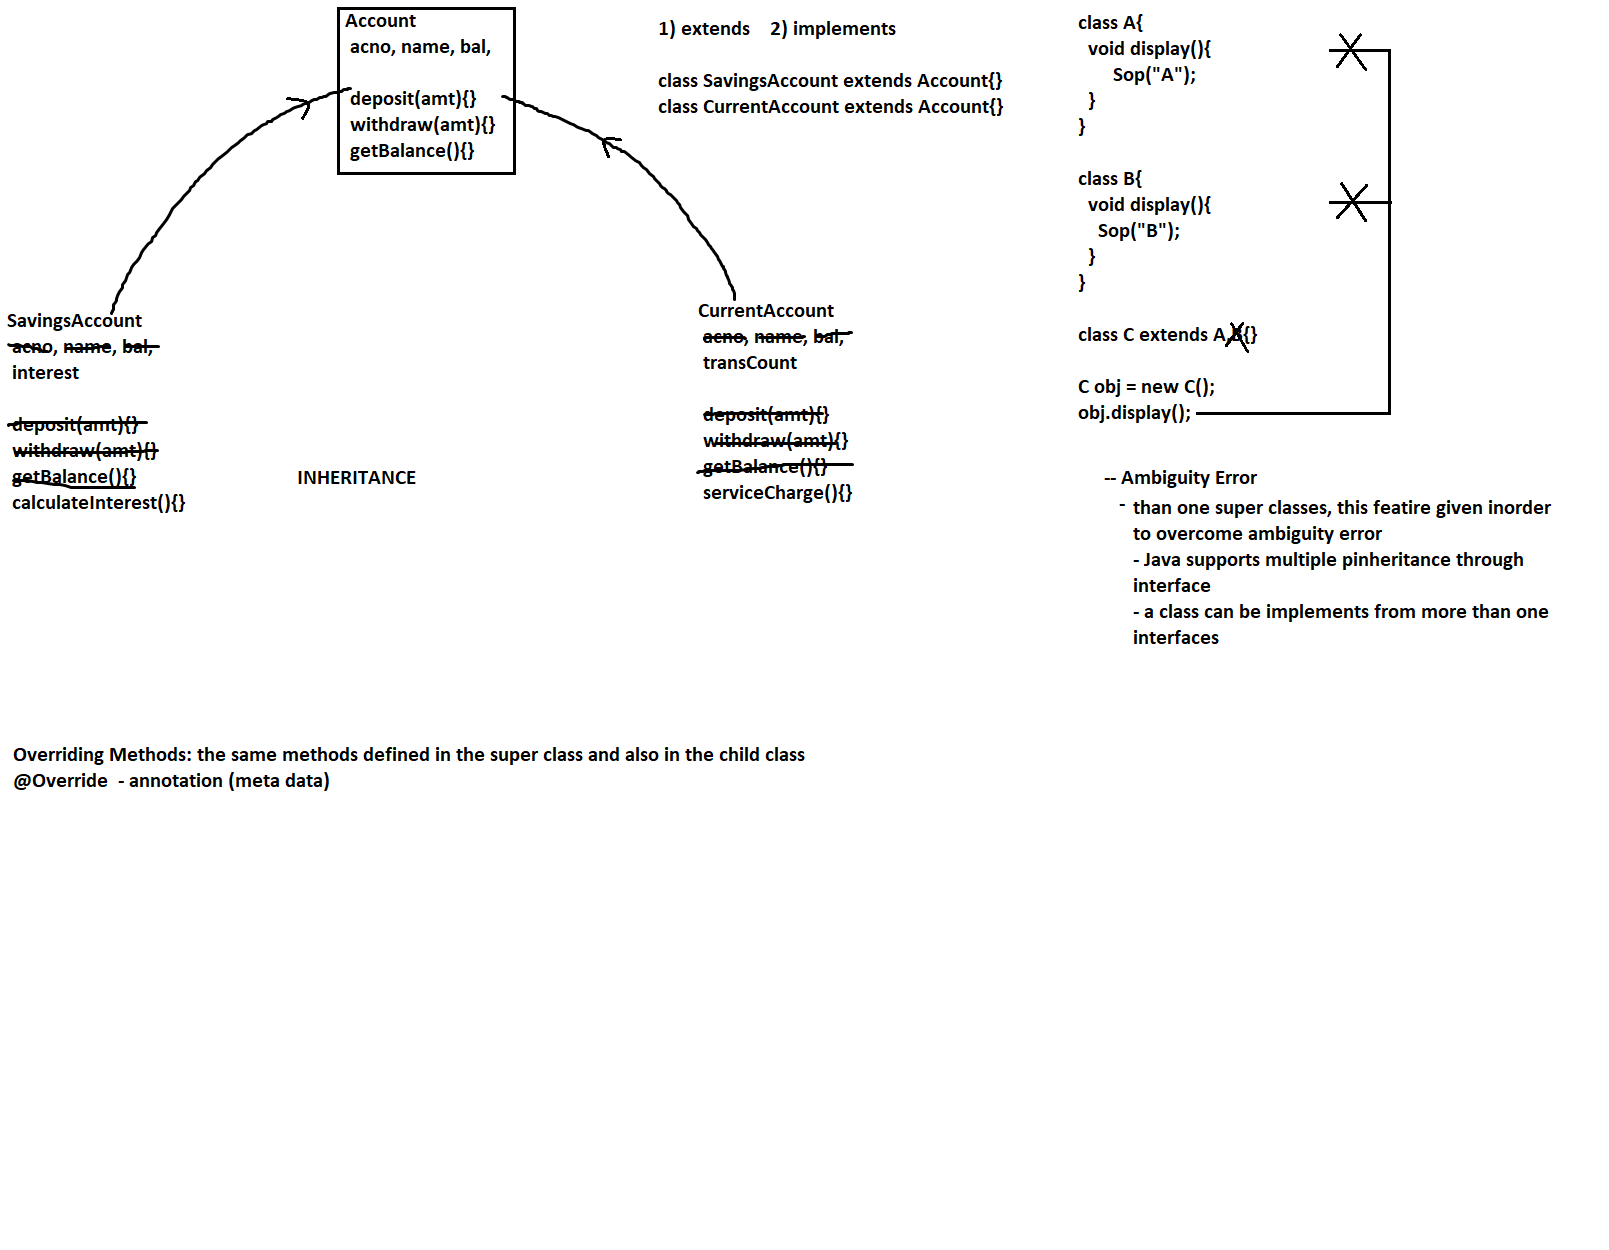 Account
acno, name, bal,
deposit(amt){}
withdraw(amt){}
getBalance(){}
1) extends    2) implements
class SavingsAccount extends Account{}
class CurrentAccount extends Account{}
SavingsAccount
acno, name, bal,
interest
deposit(amt){}
withdraw(amt){}
getBalance(){}
calculateInterest(){}
INHERITANCE
CurrentAccount
acno, name, bal,
transCount
deposit(amt){}
withdraw(amt){}
getBalance(){}
serviceCharge(){}
class A{
void display(){
Sop("A");
}
}
class B{
void display(){
Sop("B");
}
}
class C extends A,B{}
C obj = new C();
obj.display();
-- Ambiguity Error
- than one super classes, this featire given inorder
to overcome ambiguity error
- Java supports multiple pinheritance through
interface
- a class can be implements from more than one
interfaces
Overriding Methods: the same methods defined in the super class and also in the child class
@Override  - annotation (meta data)